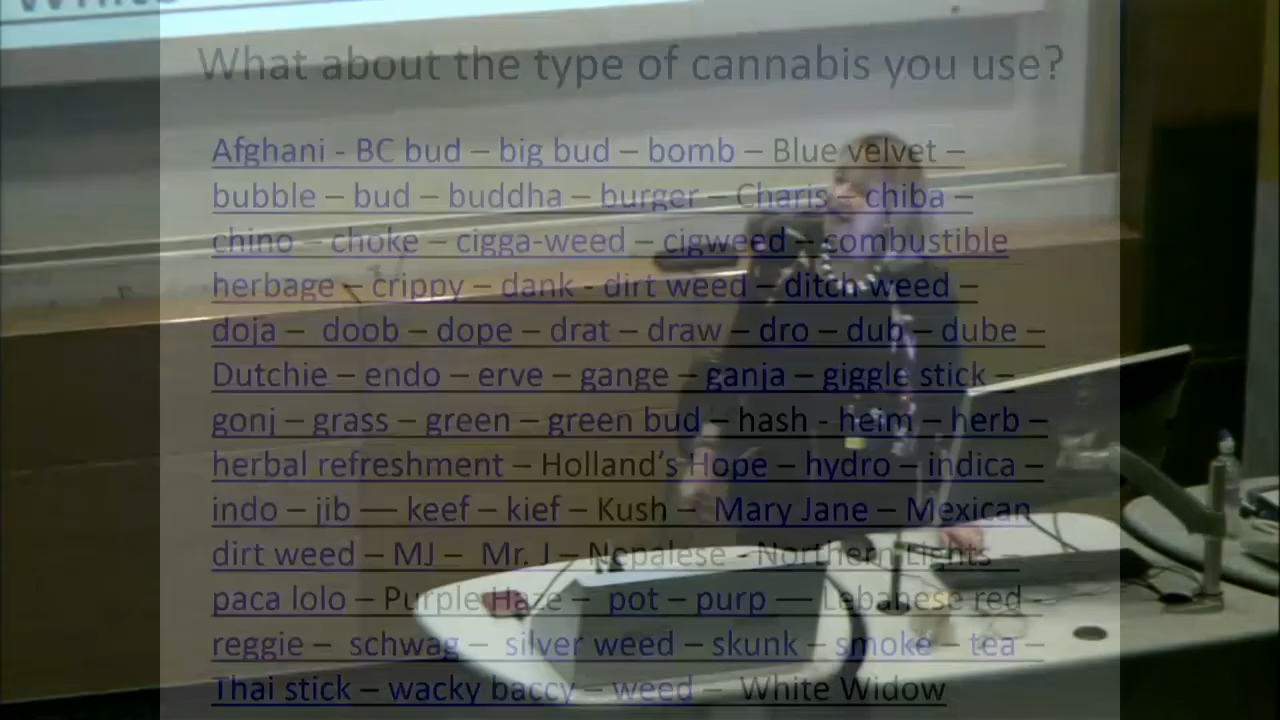 What about the type of cannabis you use?
Afghani - BC bud – big bud – bomb – Blue velvet –
bubble – bud – buddha – burger – Charis – chiba –
chino – choke – cigga-weed – cigweed – combustible
herbage – crippy – dank - dirt weed – ditch weed –
doja – doob – dope – drat – draw – dro – dub – dube –
Dutchie – endo – erve – gange – ganja – giggle stick –
gonj – grass – green – green bud – hash - heim – herb –
herbal refreshment – Holland's Hope – hydro – indica –
indo – jib –– keef – kief – Kush – Mary Jane – Mexican
dirt weed – MJ – Mr. J – Nepalese - Northern Lights –
paca lolo – Purple Haze – pot – purp –– Lebanese red -
reggie – schwag – silver weed – skunk – smoke – tea –
Thai stick – wacky baccy – weed – White Widow